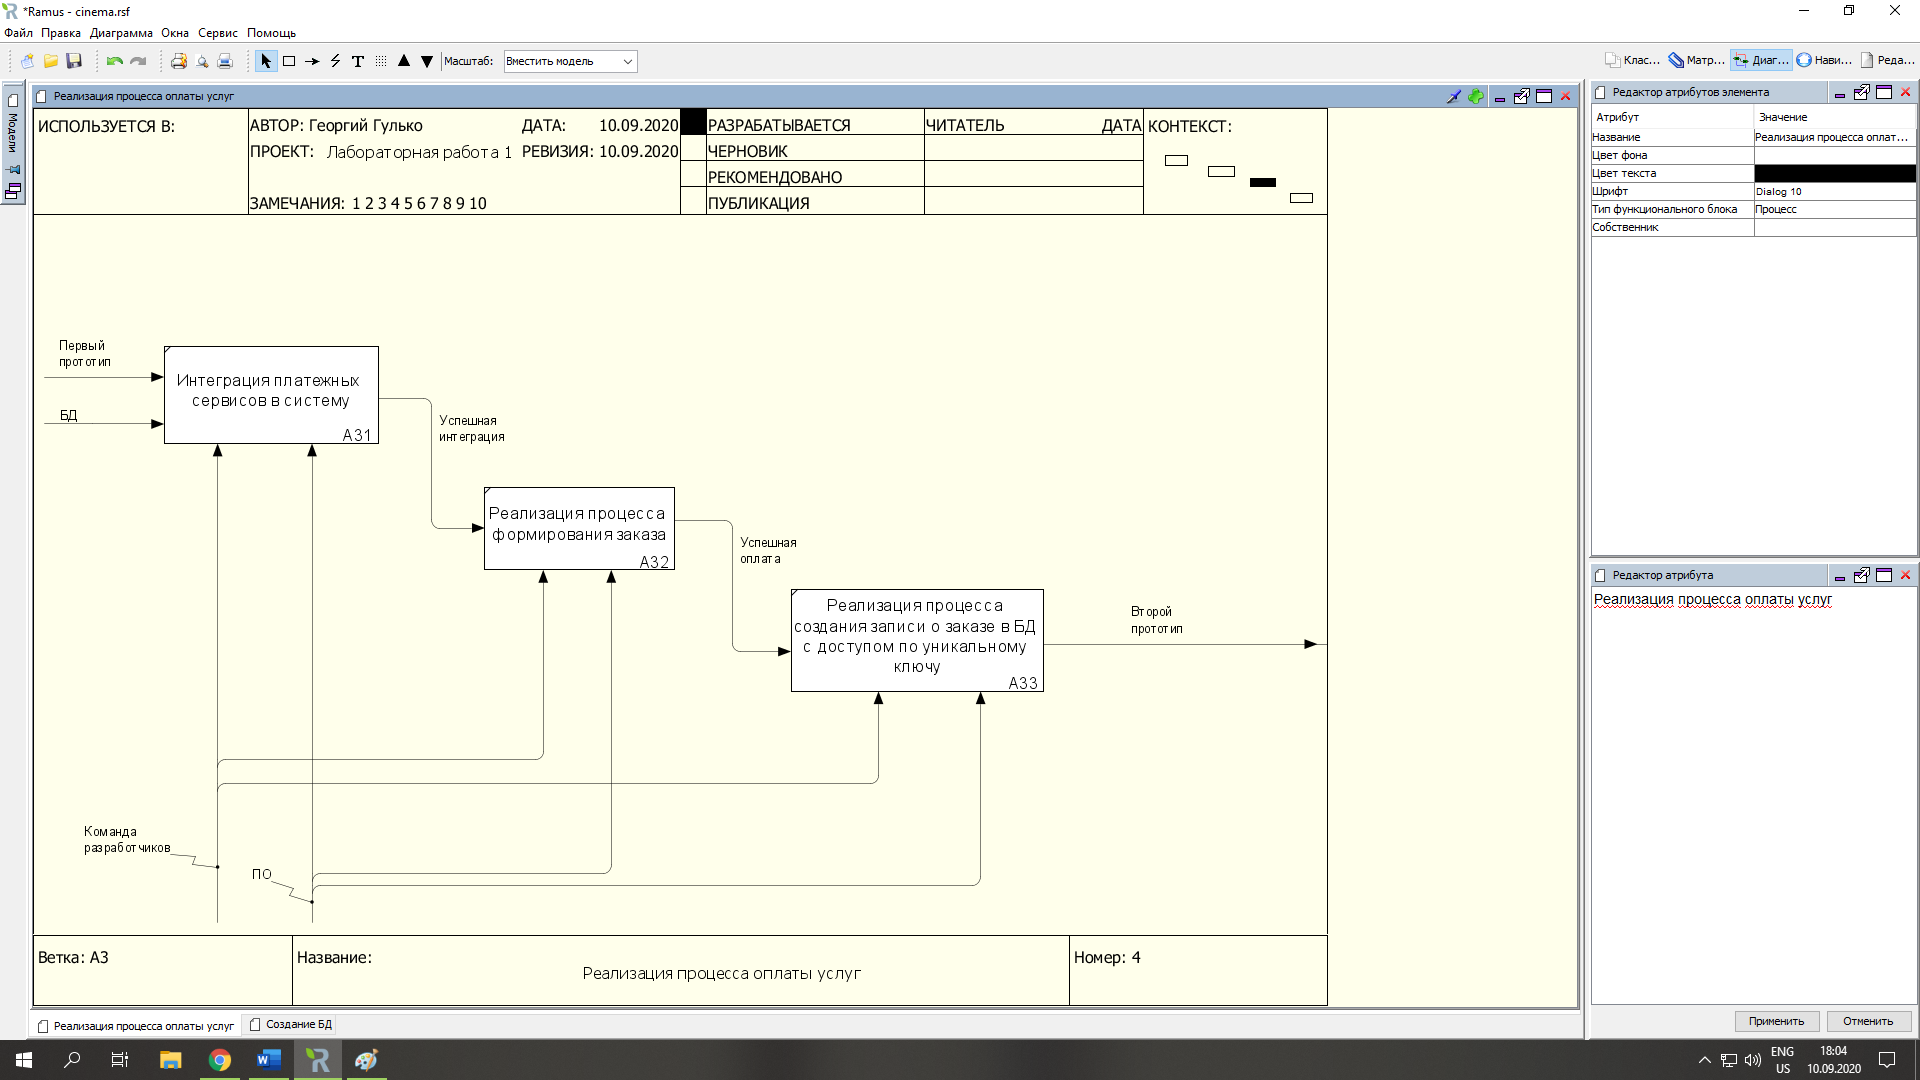 *Ramus - cinema.rsf
Файл Правка Диаграмма Окна Сервис Помощь
Масштаб: Вместить модель
Клас... Матр... Диаг... Нави... Реда...
Модели
Реализация процесса оплаты услуг
ИСПОЛЬЗУЕТСЯ В:
АВТОР: Георгий Гулько ДАТА: 10.09.2020
ПРОЕКТ: Лабораторная работа 1 РЕВИЗИЯ: 10.09.2020
ЗАМЕЧАНИЯ: 1 2 3 4 5 6 7 8 9 10
РАЗРАБАТЫВАЕТСЯ
ЧЕРНОВИК
РЕКОМЕНДОВАНО
ПУБЛИКАЦИЯ
ЧИТАТЕЛЬ ДАТА
КОНТЕКСТ:
Первый
прототип
БД
Интеграция платежных
сервисов в систему
A31
Успешная
интеграция
Реализация процесса
формирования заказа
A32
Успешная
оплата
Реализация процесса
создания записи о заказе в БД
с доступом по уникальному
ключу
A33
Второй
прототип
Команда
разработчиков
ПО
Ветка: A3
Название:
Реализация процесса оплаты услуг
Номер: 4
Реализация процесса оплаты услуг
Создание БД
Редактор атрибутов элемента
Атрибут Значение
Название Реализация процесса оплат...
Цвет фона
Цвет текста
Шрифт Dialog 10
Тип функционального блока Процесс
Собственник
Редактор атрибута
Реализация процесса оплаты услуг
Применить Отменить
ENG
US
18:04
10.09.2020